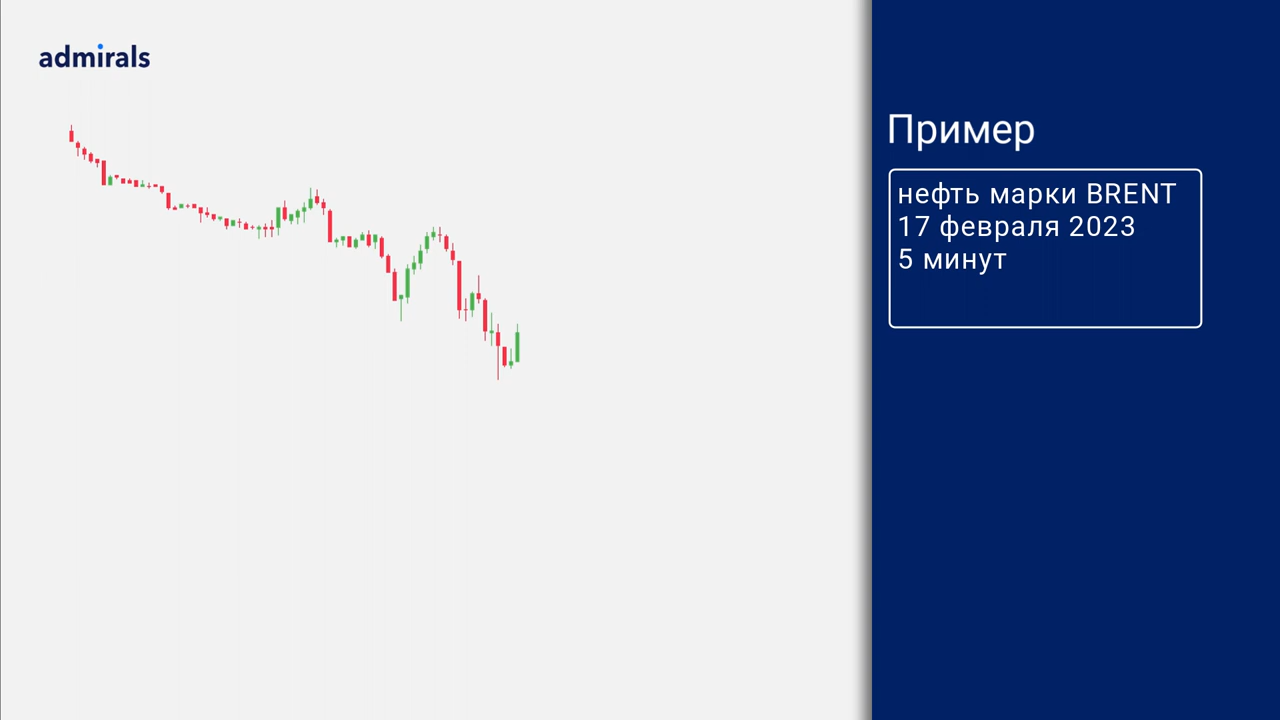 admirals
Пример
нефть марки BRENT
17 февраля 2023
5 минут